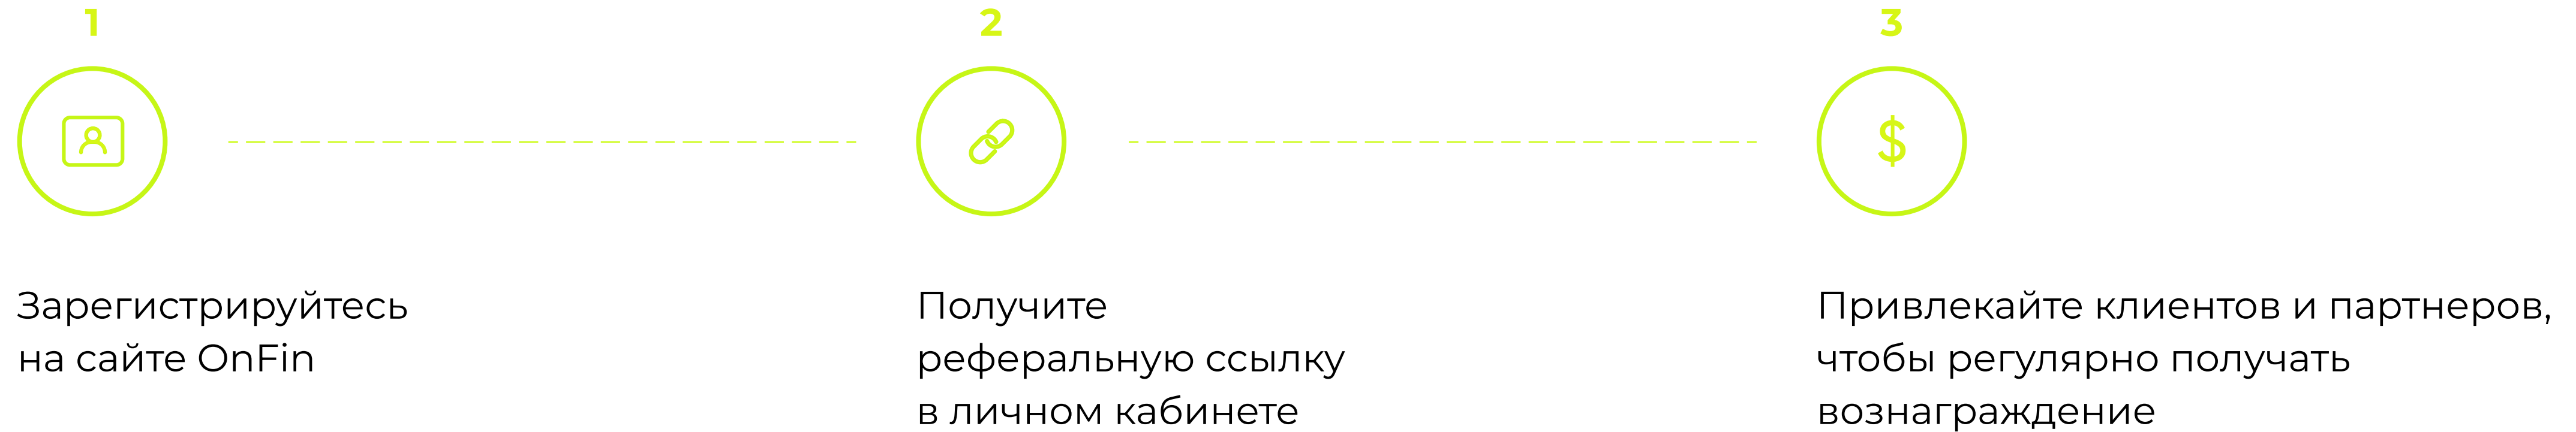 1
2
3
$
Зарегистрируйтесь
на сайте OnFin
Получите
реферальную ссылку
в личном кабинете
Привлекайте клиентов и партнеров,
чтобы регулярно получать
вознаграждение